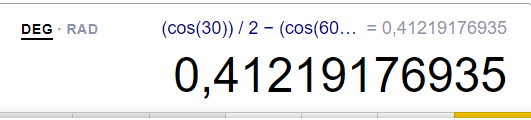 DEG · RAD (cos(30)) / 2 − (cos(60… = 0,41219176935
0,41219176935